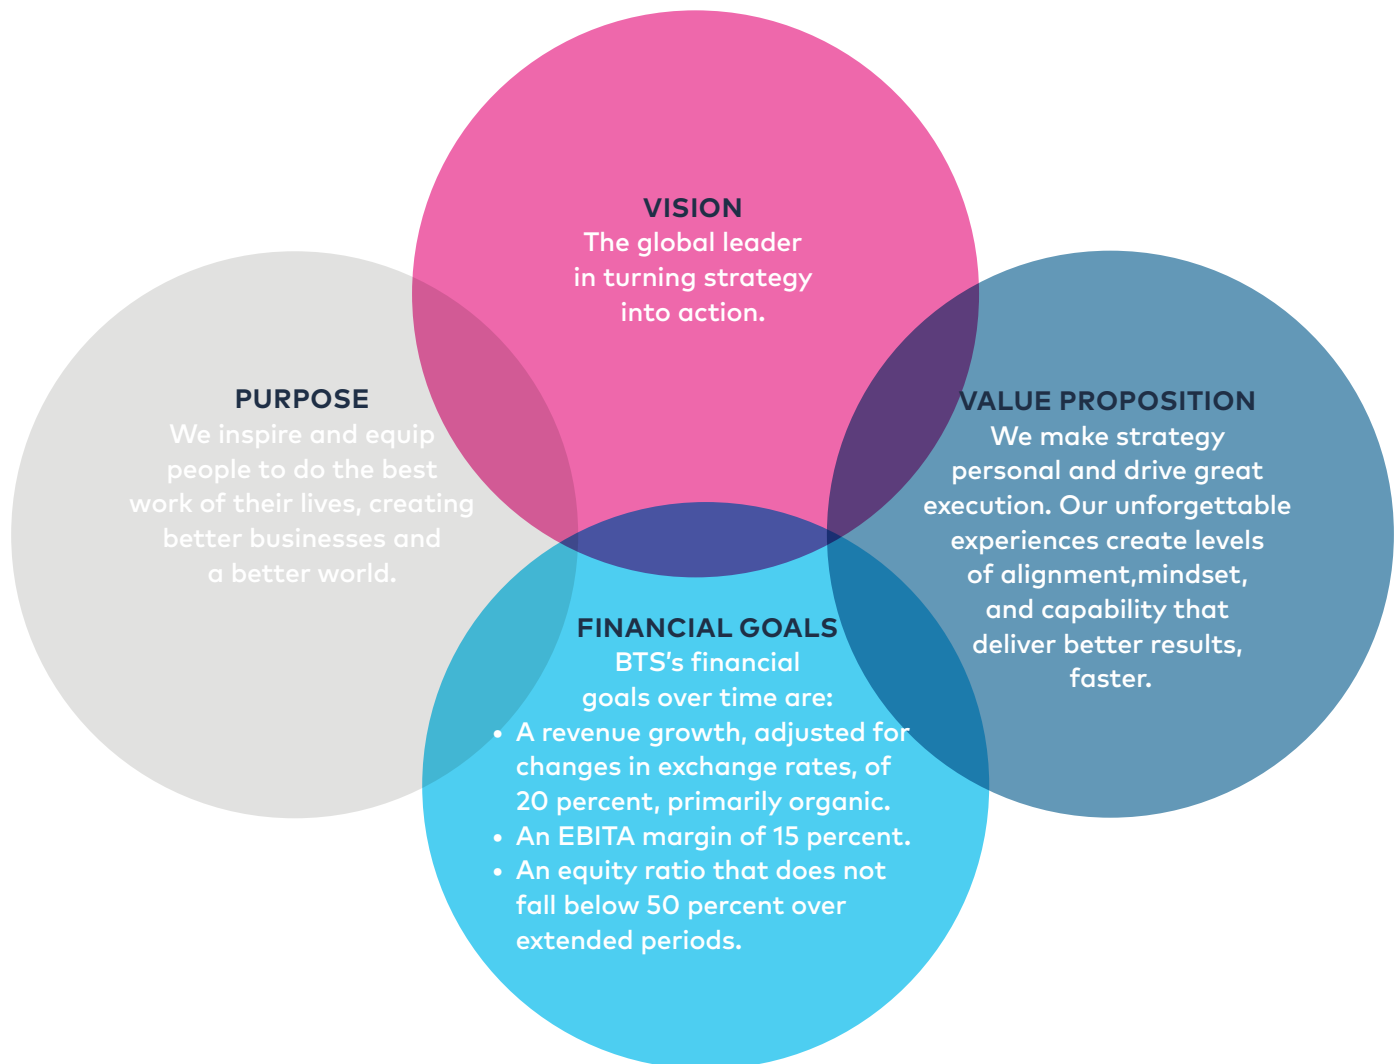 VISION
The global leader
in turning strategy
into action.
PURPOSE
We inspire and equip
people to do the best
work of their lives, creating
better businesses and
a better world.
VALUE PROPOSITION
We make strategy
personal and drive great
execution. Our unforgettable
experiences create levels
of alignment,mindset,
and capability that
deliver better results,
faster.
FINANCIAL GOALS
BTS’s financial
goals over time are:
• A revenue growth, adjusted for
changes in exchange rates, of
20 percent, primarily organic.
• An EBITA margin of 15 percent.
• An equity ratio that does not
fall below 50 percent over
extended periods.